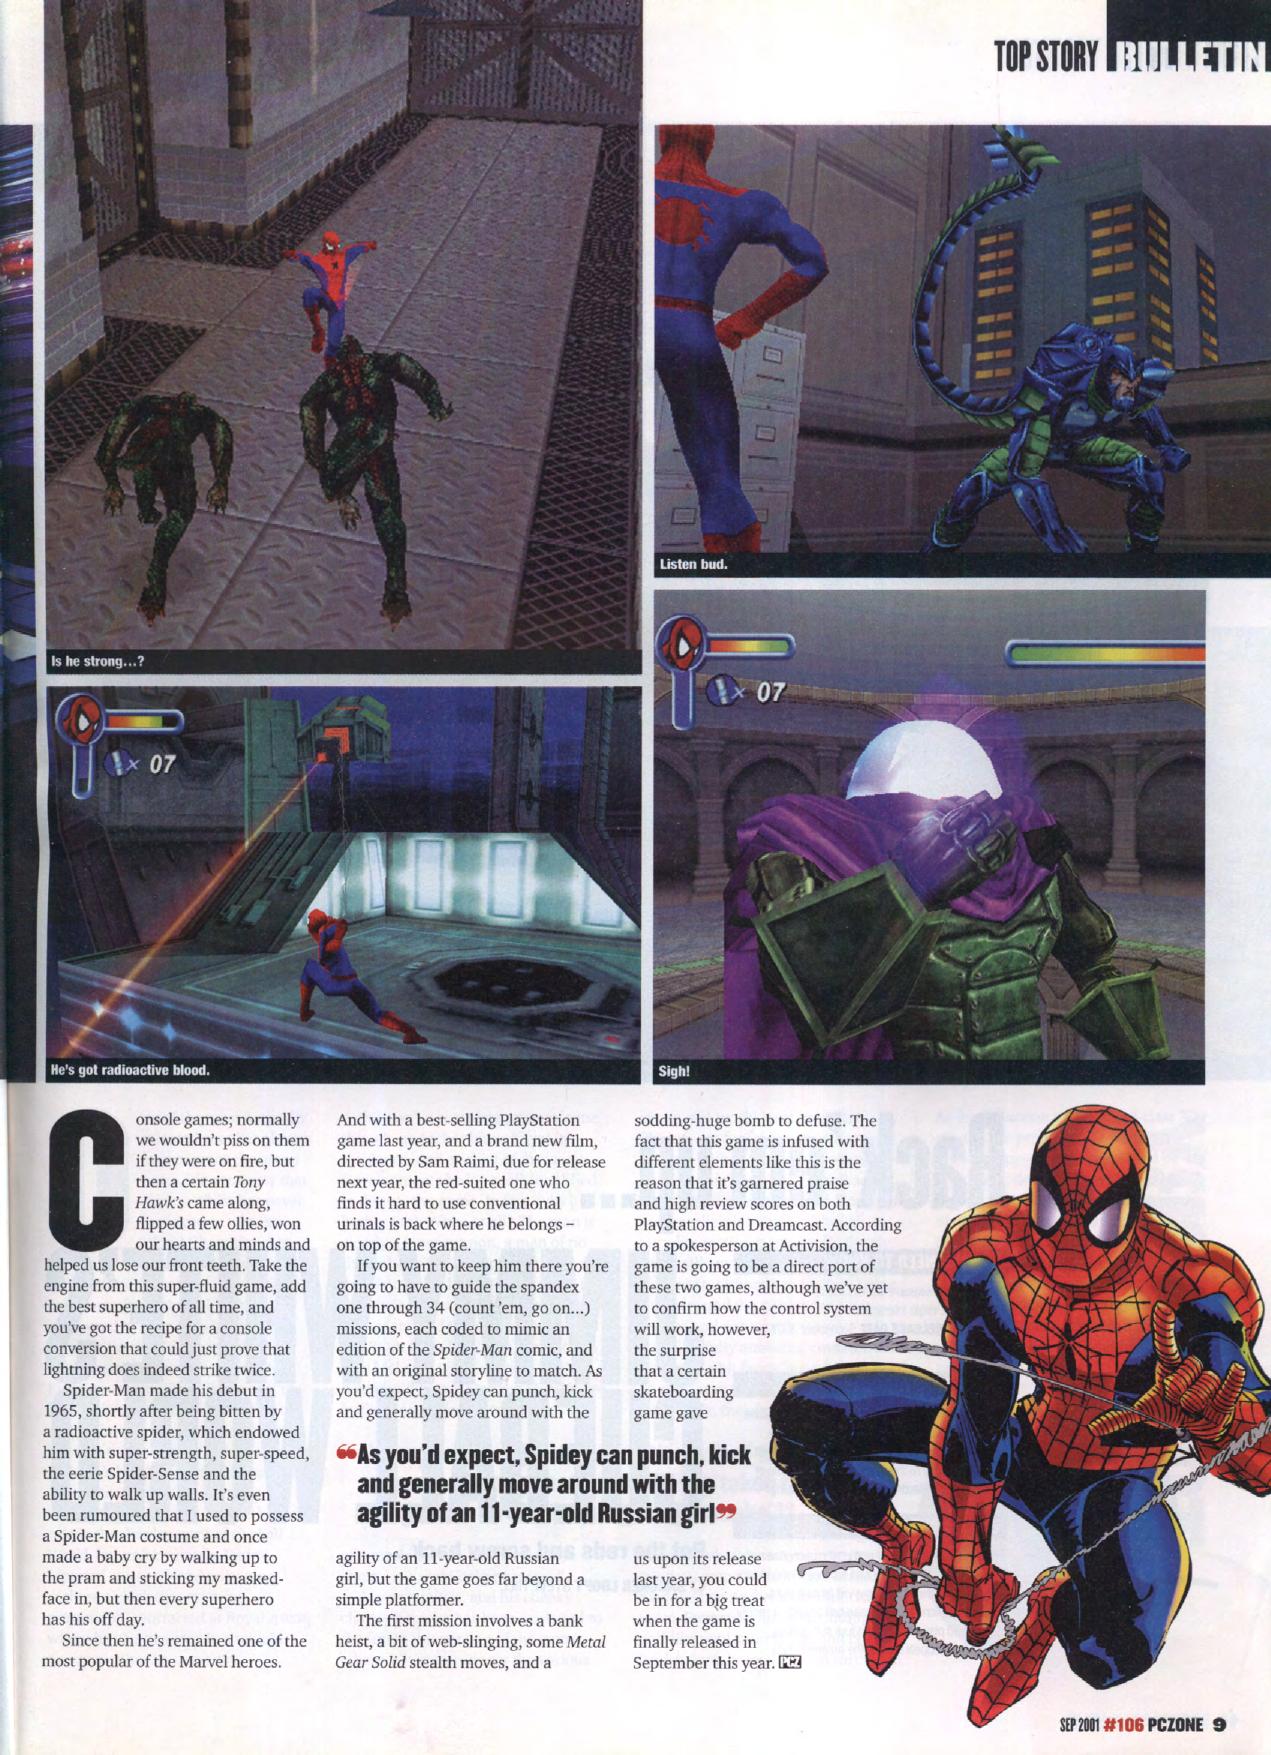 TOP STORY BULLETIN
Is he strong...?
Listen bud.
x 07
He's got radioactive blood.
x 07
Sigh!
Console games; normally
we wouldn't piss on them
if they were on fire, but
then a certain Tony
Hawk's came along,
flipped a few ollies, won
our hearts and minds and
helped us lose our front teeth. Take the
engine from this super-fluid game, add
the best superhero of all time, and
you've got the recipe for a console
conversion that could just prove that
lightning does indeed strike twice.
Spider-Man made his debut in
1965, shortly after being bitten by
a radioactive spider, which endowed
him with super-strength, super-speed,
the eerie Spider-Sense and the
ability to walk up walls. It's even
been rumoured that I used to possess
a Spider-Man costume and once
made a baby cry by walking up to
the pram and sticking my masked-
face in, but then every superhero
has his off day.
Since then he's remained one of the
most popular of the Marvel heroes.
And with a best-selling PlayStation
game last year, and a brand new film,
directed by Sam Raimi, due for release
next year, the red-suited one who
finds it hard to use conventional
urinals is back where he belongs –
on top of the game.
If you want to keep him there you're
going to have to guide the spandex
one through 34 (count 'em, go on...)
missions, each coded to mimic an
edition of the Spider-Man comic, and
with an original storyline to match. As
you'd expect, Spidey can punch, kick
and generally move around with the
“As you'd expect, Spidey can punch, kick
and generally move around with the
agility of an 11-year-old Russian girl”
agility of an 11-year-old Russian
girl, but the game goes far beyond a
simple platformer.
The first mission involves a bank
heist, a bit of web-slinging, some Metal
Gear Solid stealth moves, and a
sodding-huge bomb to defuse. The
fact that this game is infused with
different elements like this is the
reason that it's garnered praise
and high review scores on both
PlayStation and Dreamcast. According
to a spokesperson at Activision, the
game is going to be a direct port of
these two games, although we've yet
to confirm how the control system
will work, however,
the surprise
that a certain
skateboarding
game gave
us upon its release
last year, you could
be in for a big treat
when the game is
finally released in
September this year. PCZ
SEP 2001 #106 PCZONE 9